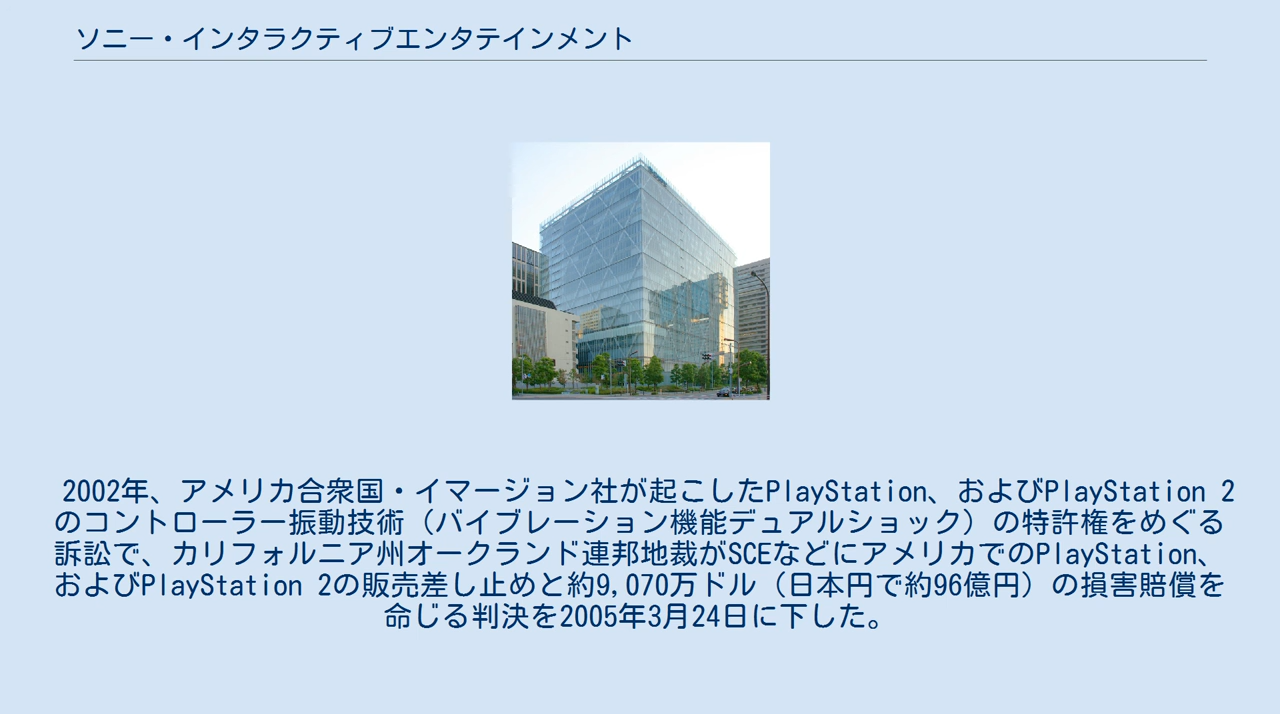 ソニー・インタラクティブエンタテインメント
2002年、アメリカ合衆国・イマージョン社が起こしたPlayStation、およびPlayStation 2
のコントローラー振動技術（バイブレーション機能デュアルショック）の特許権をめぐる
訴訟で、カリフォルニア州オークランド連邦地裁がSCEなどにアメリカでのPlayStation、
およびPlayStation 2の販売差し止めと約9,070万ドル（日本円で約96億円）の損害賠償を
命じる判決を2005年3月24日に下した。